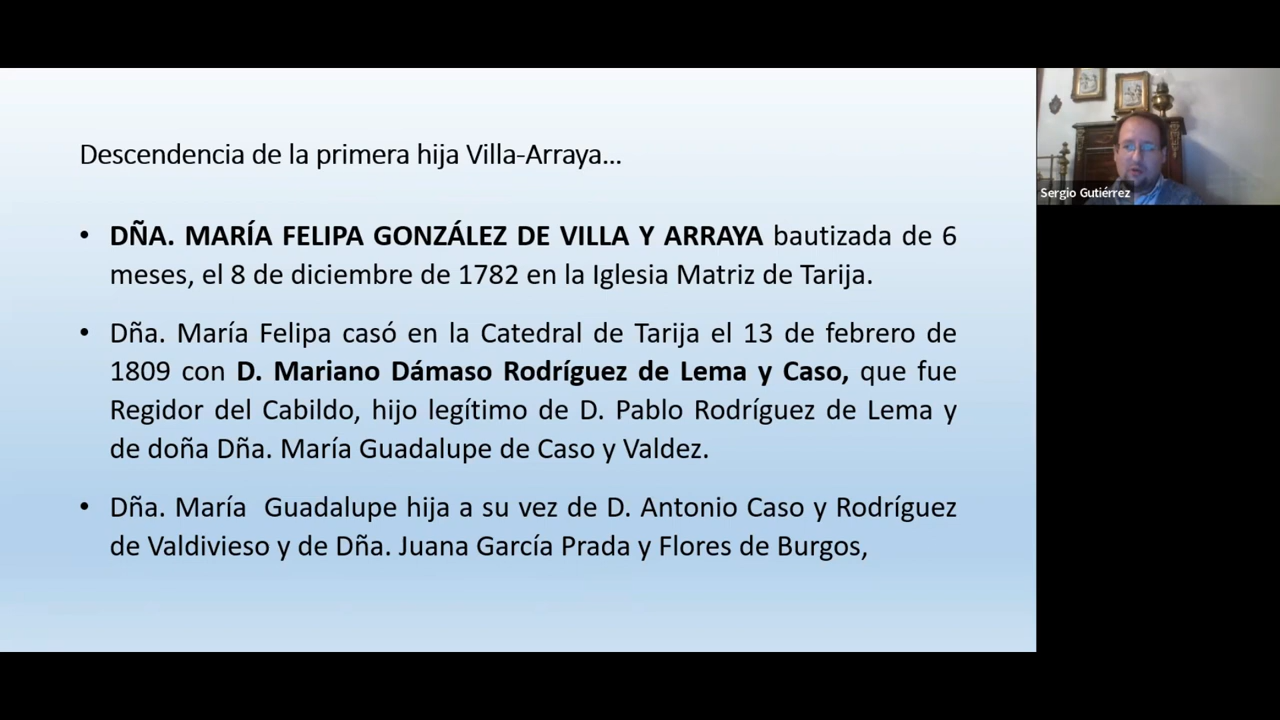 Descendencia de la primera hija Villa-Arraya...
• DÑA. MARÍA FELIPA GONZÁLEZ DE VILLA Y ARRAYA bautizada de 6
meses, el 8 de diciembre de 1782 en la Iglesia Matriz de Tarija.
• Dña. María Felipa casó en la Catedral de Tarija el 13 de febrero de
1809 con D. Mariano Dámaso Rodríguez de Lema y Caso, que fue
Regidor del Cabildo, hijo legítimo de D. Pablo Rodríguez de Lema y
de doña Dña. María Guadalupe de Caso y Valdez.
• Dña. María  Guadalupe hija a su vez de D. Antonio Caso y Rodríguez
de Valdivieso y de Dña. Juana García Prada y Flores de Burgos,
Sergio Gutiérrez